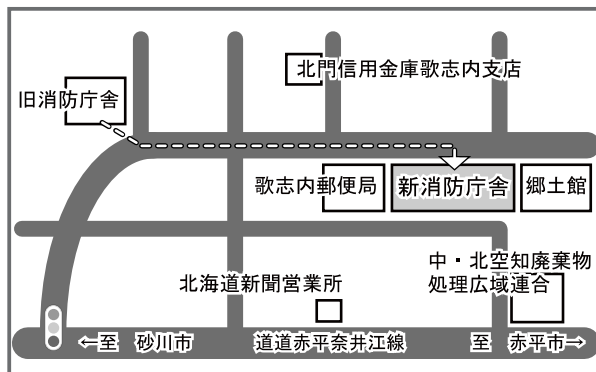 北門信用金庫歌志内支店
旧消防庁舎
歌志内郵便局
新消防庁舎
郷土館
中・北空知廃棄物
処理広域連合
北海道新聞営業所
←至 砂川市
道道赤平奈井江線
至 赤平市→